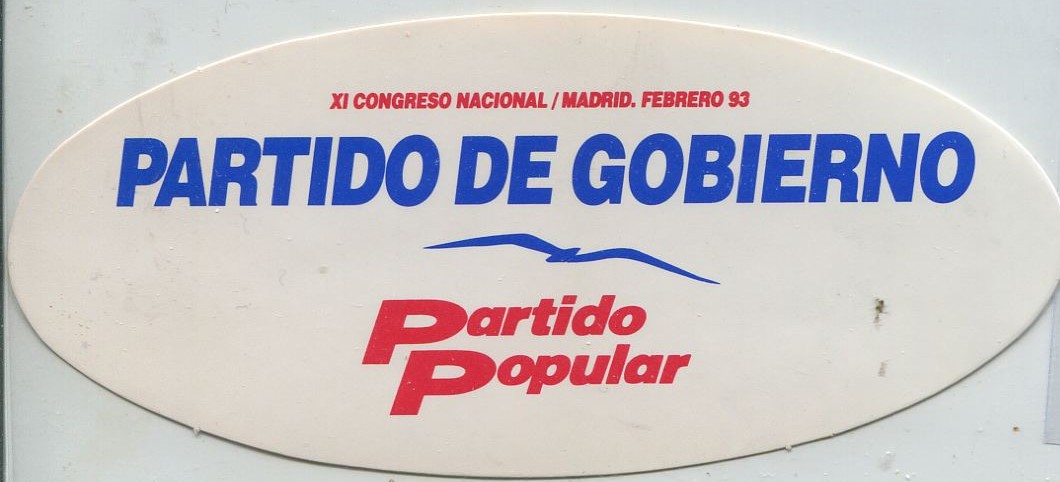 XI CONGRESO NACIONAL / MADRID. FEBRERO 93
PARTIDO DE GOBIERNO
Partido
Popular